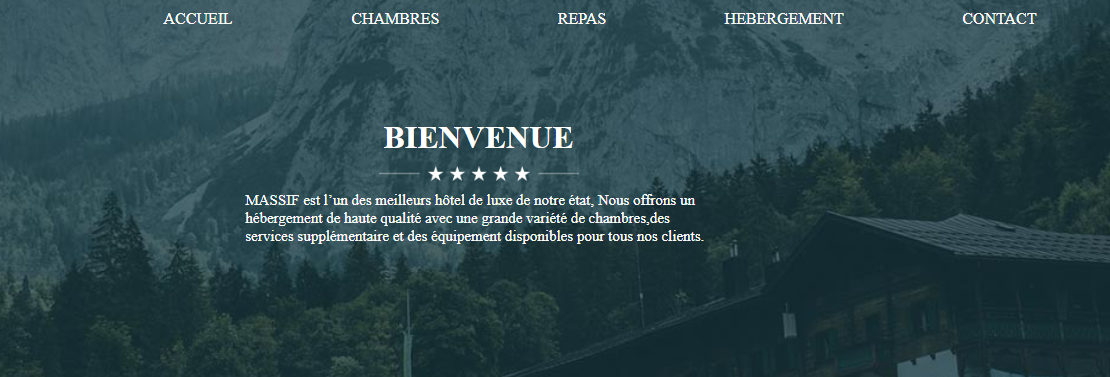 ACCUEIL CHAMBRES REPAS HEBERGEMENT CONTACT
BIENVENUE
MASSIF est l’un des meilleurs hôtel de luxe de notre état, Nous offrons un
hébergement de haute qualité avec une grande variété de chambres,des
services supplémentaire et des équipement disponibles pour tous nos clients.